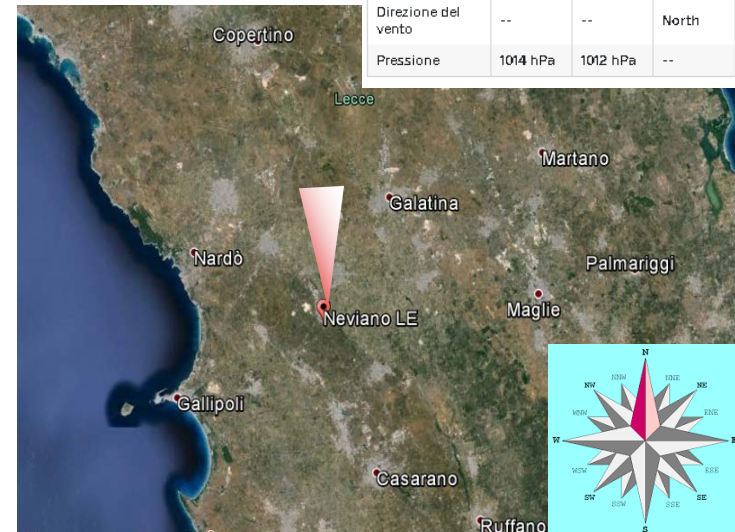 Direzione del
vento
-- -- North
Pressione 1014 hPa 1012 hPa --
Copertino
Lecce
Martano
Galatina
Nardò
Palmariggi
Neviano LE
Maglie
Gallipoli
Casarano
Ruffano
N
NNW NNE
NW NE
WNW ENE
W E
WSW ESE
SW SE
SSW SSE
S